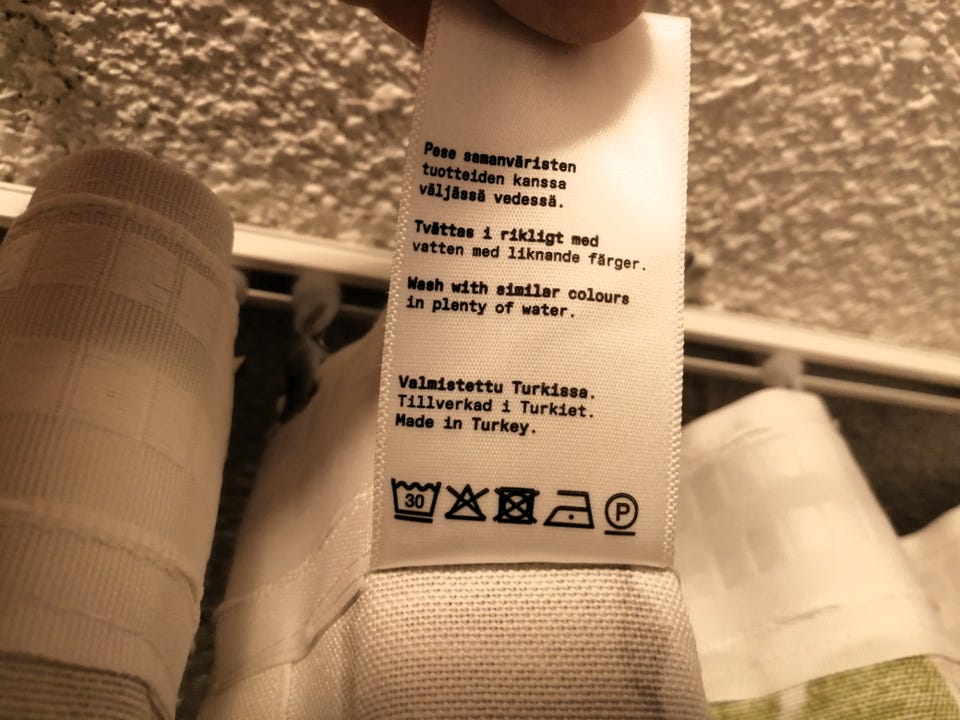 Pese samanväristen
tuotteiden kanssa
väljässä vedessä.
Tvättas i rikligt med
vatten med liknande färger.
Wash with similar colours
in plenty of water.
Valmistettu Turkissa.
Tillverkad i Turkiet.
Made in Turkey.
30 P